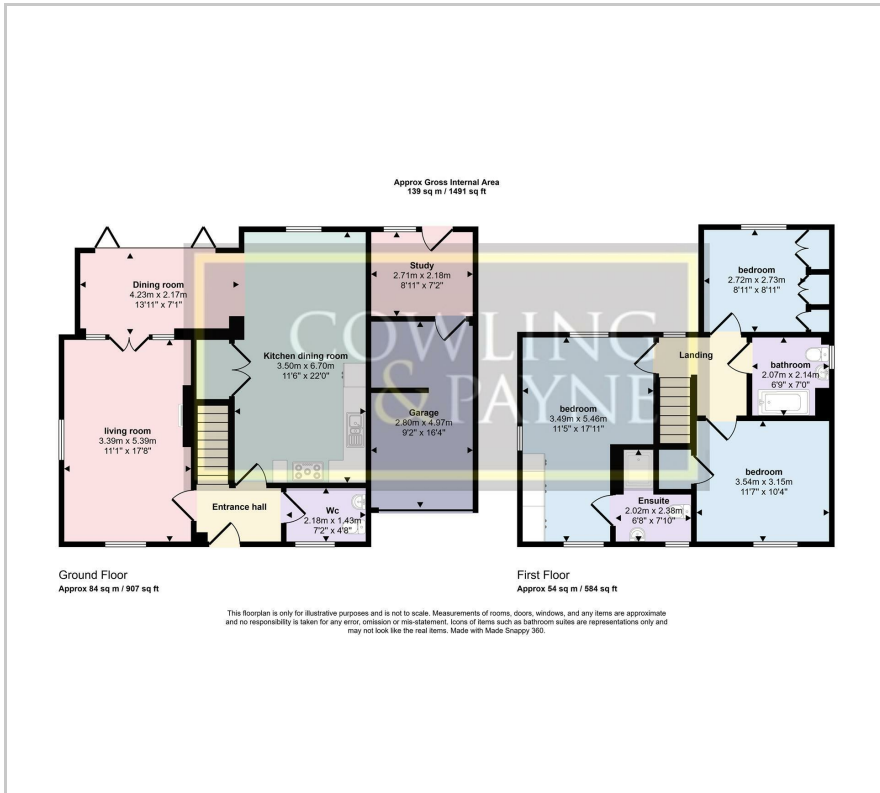 Approx Gross Internal Area
139 sq m / 1491 sq ft
Dining room
4.23m x 2.17m
13'11" x 7'1"
Kitchen dining room
3.50m x 6.70m
11'6" x 22'0"
Study
2.71m x 2.18m
8'11" x 7'2"
living room
3.39m x 5.39m
11'1" x 17'8"
Garage
2.80m x 4.97m
9'2" x 16'4"
Entrance hall
Wc
2.18m x 1.43m
7'2" x 4'8"
bedroom
2.72m x 2.73m
8'11" x 8'11"
Landing
bathroom
2.07m x 2.14m
6'9" x 7'0"
bedroom
3.49m x 5.46m
11'5" x 17'11"
bedroom
3.54m x 3.15m
11'7" x 10'4"
Ensuite
2.02m x 2.38m
6'8" x 7'10"
COWLING
& PAYNE
Ground Floor
Approx 84 sq m / 907 sq ft
First Floor
Approx 54 sq m / 584 sq ft
This floorplan is only for illustrative purposes and is not to scale. Measurements of rooms, doors, windows, and any items are approximate
and no responsibility is taken for any error, omission or mis-statement. Icons of items such as bathroom suites are representations only and
may not look like the real items. Made with Made Snappy 360.